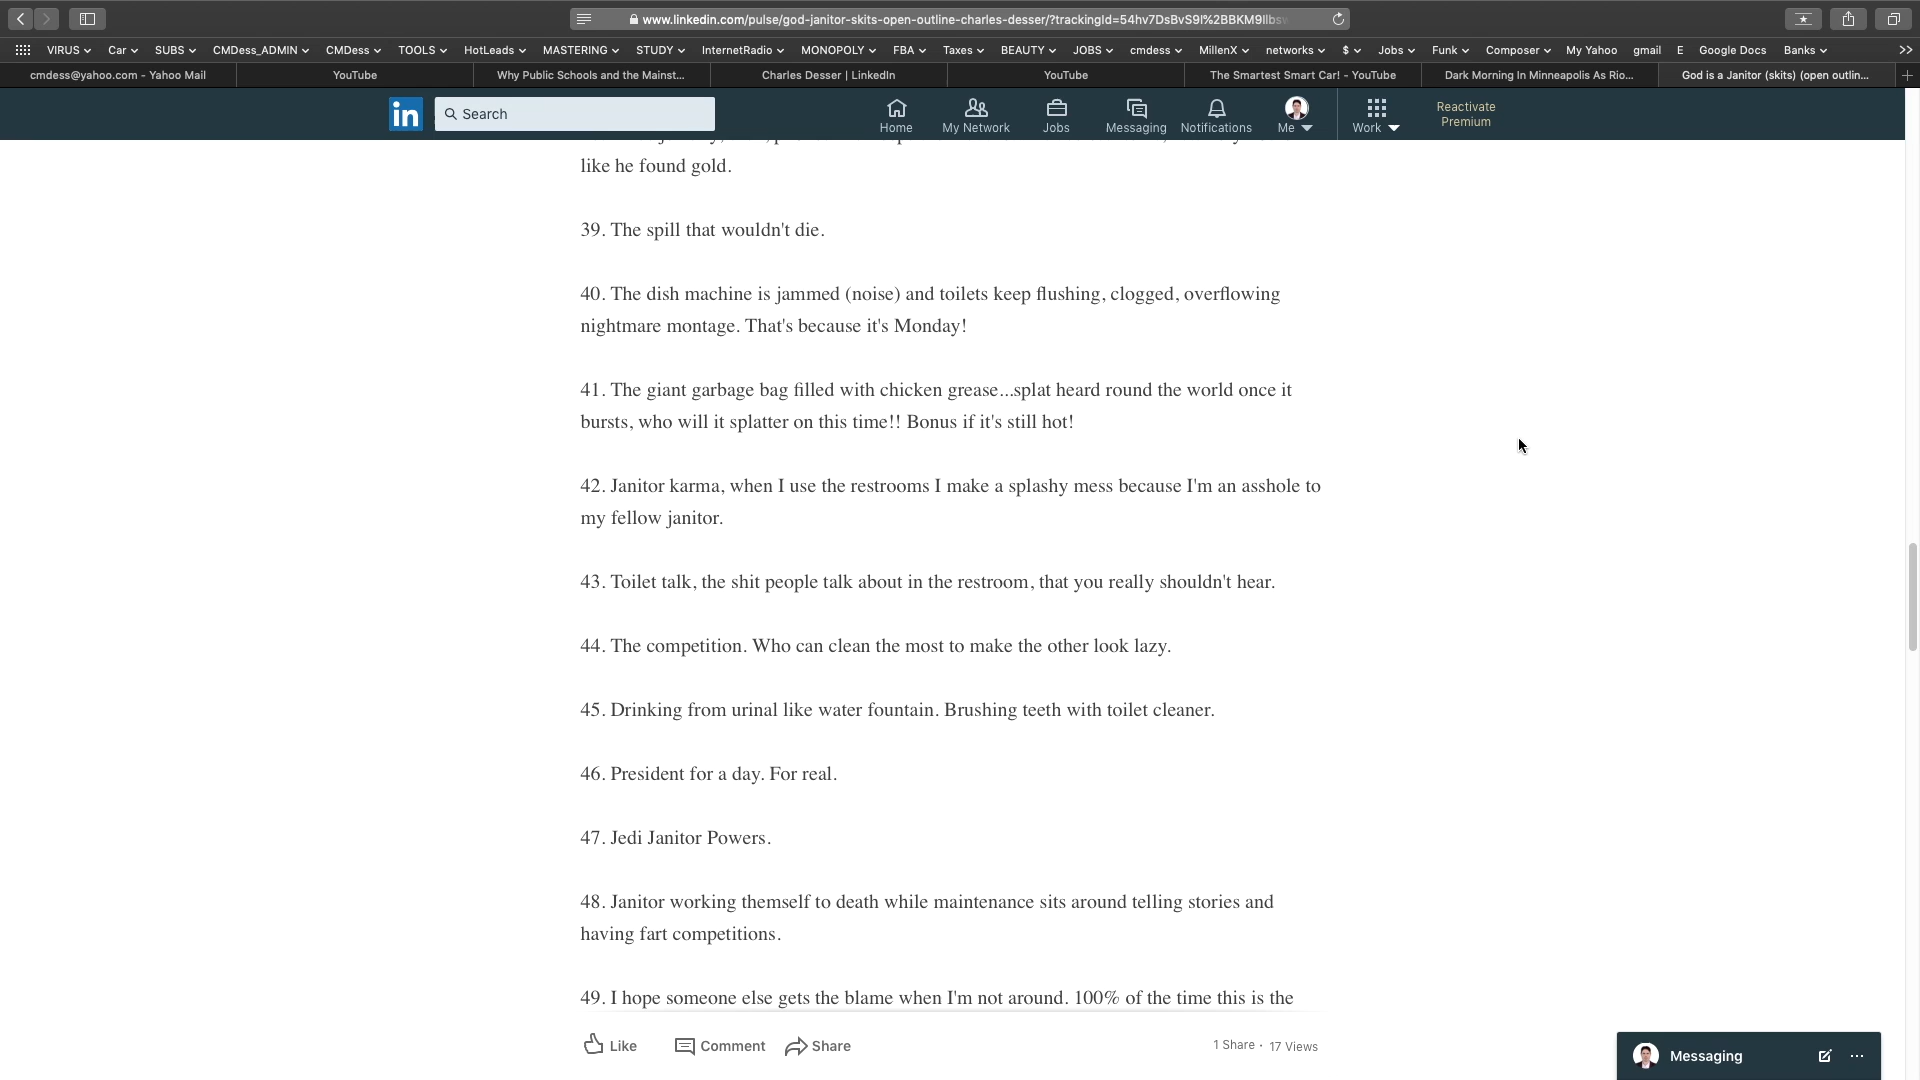 www.linkedin.com/pulse/god-janitor-skits-open-outline-charles-desser/?trackingId=54hv7DsBvS9I%2BBKM9Ilbsw
VIRUS Car SUBS CMDess_ADMIN CMDess TOOLS HotLeads MASTERING STUDY InternetRadio MONOPOLY FBA Taxes BEAUTY JOBS cmdess MillenX networks $ Jobs Funk Composer My Yahoo gmail E Google Docs Banks
cmdess@yahoo.com - Yahoo Mail YouTube Why Public Schools and the Mainst... Charles Desser | LinkedIn YouTube The Smartest Smart Car! - YouTube Dark Morning In Minneapolis As Rio... God is a Janitor (skits) (open outlin...
in Search Home My Network Jobs Messaging Notifications Me Work Reactivate
Premium
like he found gold.
39. The spill that wouldn't die.
40. The dish machine is jammed (noise) and toilets keep flushing, clogged, overflowing
nightmare montage. That's because it's Monday!
41. The giant garbage bag filled with chicken grease...splat heard round the world once it
bursts, who will it splatter on this time!! Bonus if it's still hot!
42. Janitor karma, when I use the restrooms I make a splashy mess because I'm an asshole to
my fellow janitor.
43. Toilet talk, the shit people talk about in the restroom, that you really shouldn't hear.
44. The competition. Who can clean the most to make the other look lazy.
45. Drinking from urinal like water fountain. Brushing teeth with toilet cleaner.
46. President for a day. For real.
47. Jedi Janitor Powers.
48. Janitor working themself to death while maintenance sits around telling stories and
having fart competitions.
49. I hope someone else gets the blame when I'm not around. 100% of the time this is the
Like Comment Share 1 Share · 17 Views
Messaging